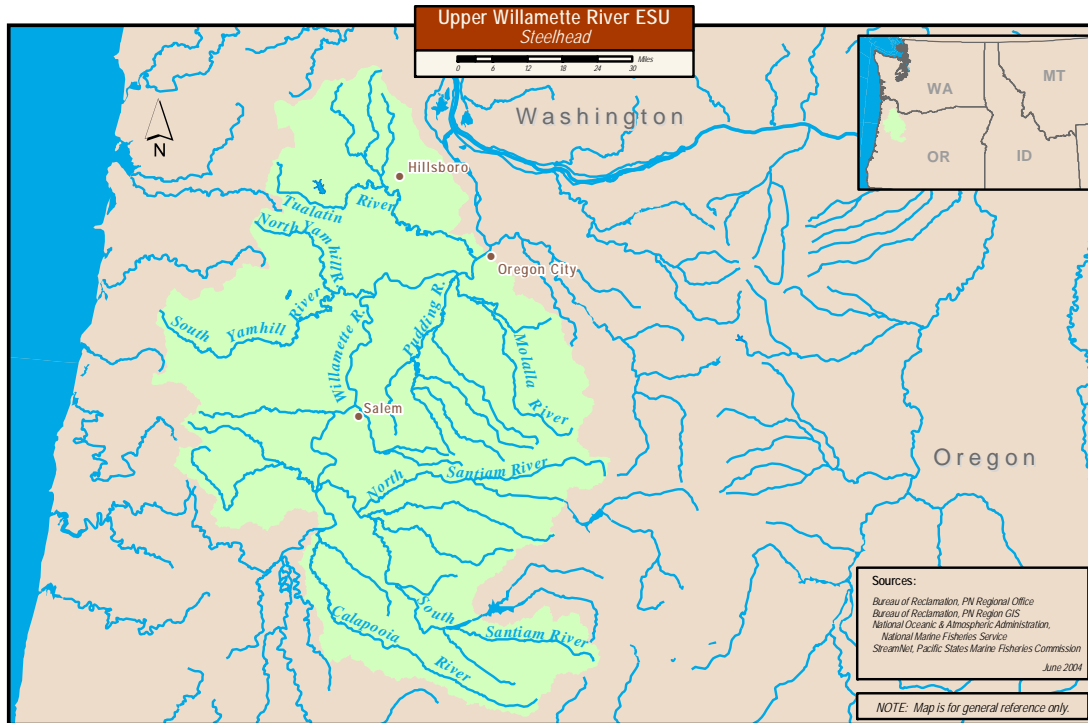 Upper Willamette River ESU
Steelhead
0 6 12 18 24 30 Miles
N
Washington
WA
MT
OR
ID
Hillsboro
Tualatin River
North Yamhill River
Oregon City
South Yamhill River
Willamette R.
Pudding R.
Molalla River
Salem
North Santiam River
Oregon
South Santiam River
Calapooia River
Sources:
Bureau of Reclamation, PN Regional Office
Bureau of Reclamation, PN Region GIS
National Oceanic & Atmospheric Administration,
National Marine Fisheries Service
StreamNet, Pacific States Marine Fisheries Commission
June 2004
NOTE: Map is for general reference only.